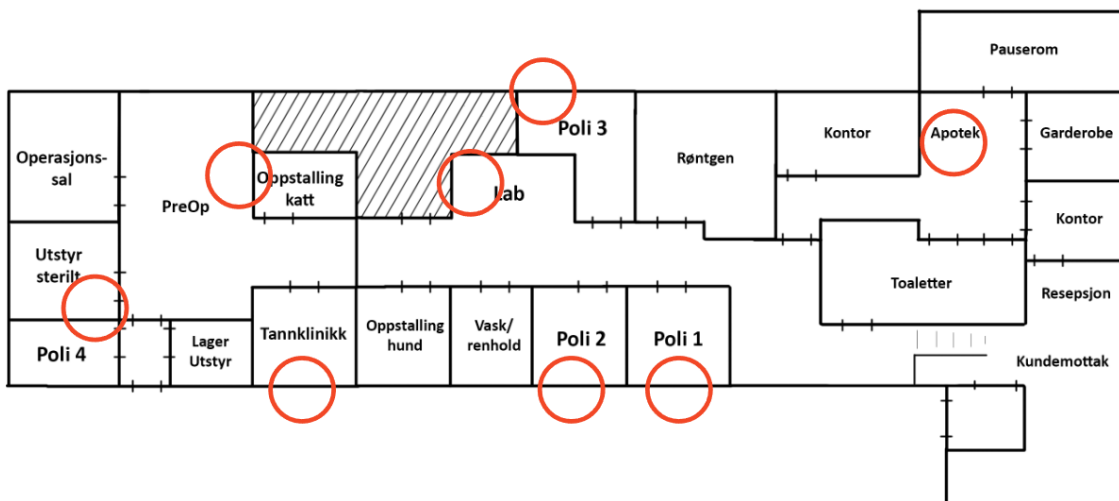 Pauserom
Operasjons-
sal
PreOp
Oppstalling
katt
Lab
Poli 3
Røntgen
Kontor
Apotek
Garderobe
Kontor
Utstyr
sterilt
Poli 4
Lager
Utstyr
Tannklinikk
Oppstalling
hund
Vask/
renhold
Poli 2
Poli 1
Toaletter
Resepsjon
Kundemottak